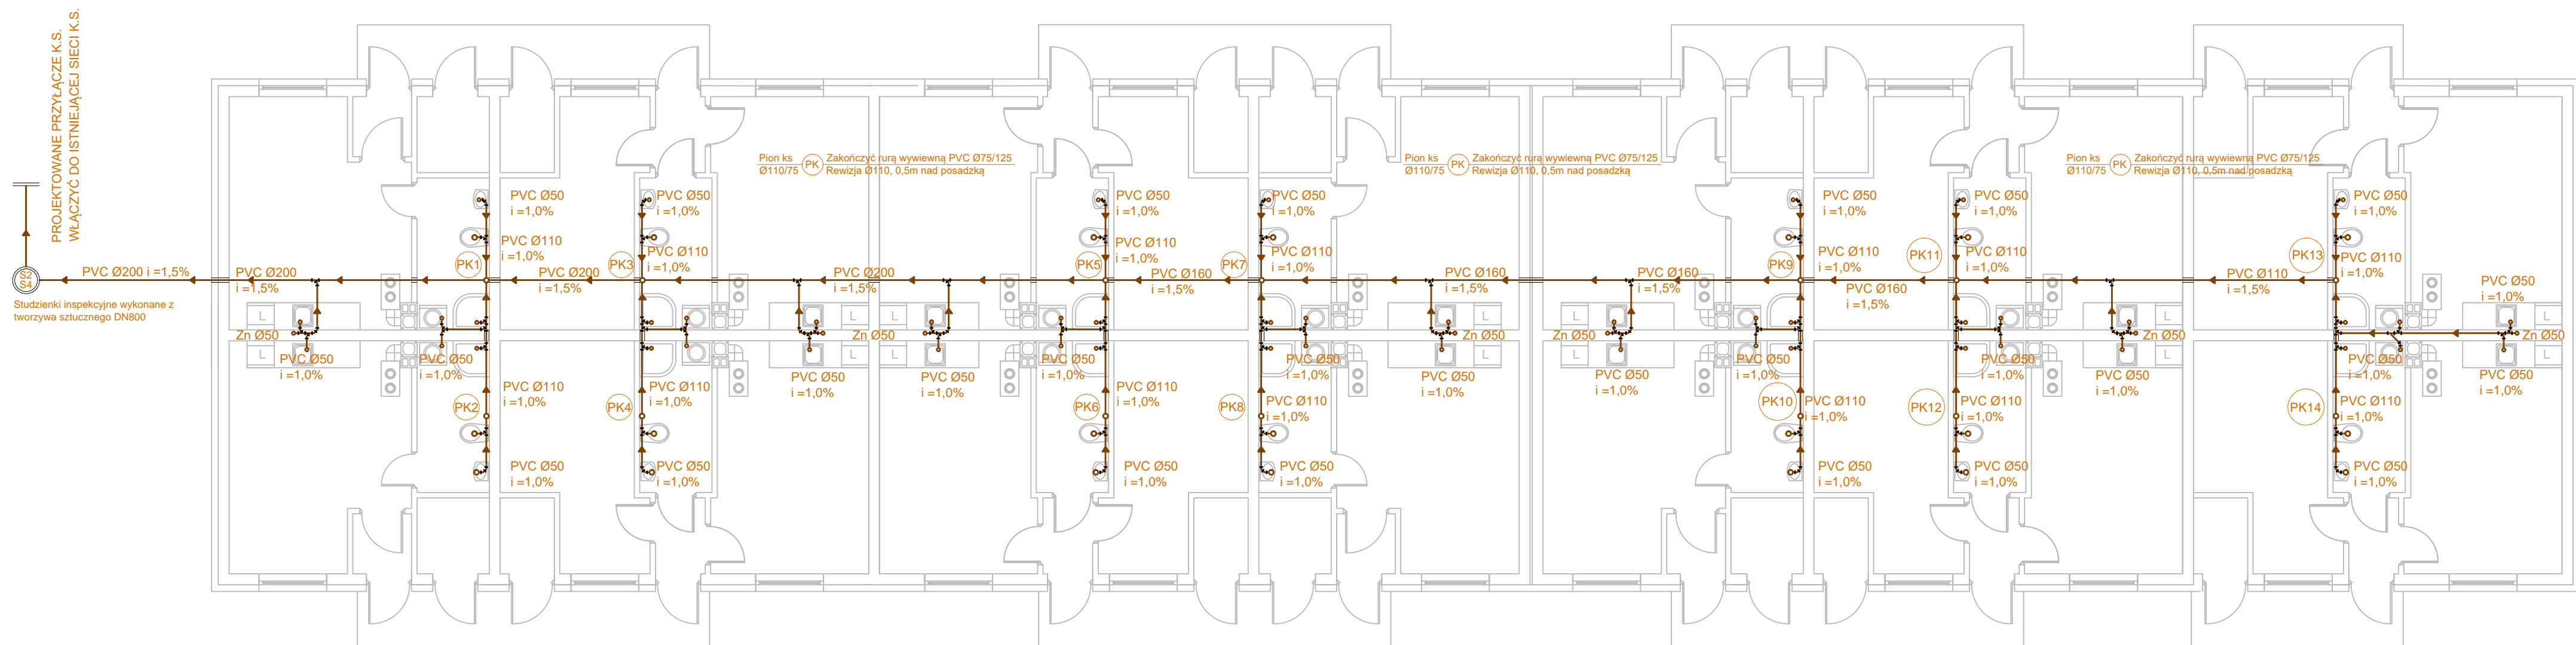 PROJEKTOWANE PRZYŁĄCZE K.S.
WŁĄCZYĆ DO ISTNIEJĄCEJ SIECI K.S.
S2
S4
Studzienki inspekcyjne wykonane z
tworzywa sztucznego DN800
PVC Ø200 i =1,5%
Pion ks
Ø110/75
PK
Zakończyć rurą wywiewną PVC Ø75/125
Rewizja Ø110, 0,5m nad posadzką
Pion ks
Ø110/75
PK
Zakończyć rurą wywiewną PVC Ø75/125
Rewizja Ø110, 0,5m nad posadzką
Pion ks
Ø110/75
PK
Zakończyć rurą wywiewną PVC Ø75/125
Rewizja Ø110, 0,5m nad posadzką
PVC Ø50
i =1,0%
PVC Ø50
i =1,0%
PVC Ø50
i =1,0%
PVC Ø50
i =1,0%
PVC Ø50
i =1,0%
PVC Ø50
i =1,0%
PVC Ø50
i =1,0%
PVC Ø110
i =1,0%
PVC Ø110
i =1,0%
PVC Ø110
i =1,0%
PVC Ø110
i =1,0%
PVC Ø110
i =1,0%
PVC Ø110
i =1,0%
PVC Ø110
i =1,0%
PK1
PK3
PK5
PK7
PK9
PK11
PK13
PVC Ø200
i =1,5%
PVC Ø200
i =1,5%
PVC Ø200
i =1,5%
PVC Ø160
i =1,5%
PVC Ø160
i =1,5%
PVC Ø160
i =1,5%
PVC Ø160
i =1,5%
PVC Ø110
i =1,5%
PVC Ø50
i =1,0%
L
L
L
L
L
L
L
L
Zn Ø50
Zn Ø50
Zn Ø50
Zn Ø50
Zn Ø50
Zn Ø50
L
L
L
L
L
L
L
L
PVC Ø50
i =1,0%
PVC Ø50
i =1,0%
PVC Ø50
i =1,0%
PVC Ø50
i =1,0%
PVC Ø50
i =1,0%
PVC Ø50
i =1,0%
PVC Ø50
i =1,0%
PVC Ø50
i =1,0%
PVC Ø50
i =1,0%
PVC Ø50
i =1,0%
PVC Ø50
i =1,0%
PVC Ø50
i =1,0%
PVC Ø50
i =1,0%
PK2
PVC Ø110
i =1,0%
PK4
PVC Ø110
i =1,0%
PK6
PVC Ø110
i =1,0%
PK8
PVC Ø110
i =1,0%
PK10
PVC Ø110
i =1,0%
PK12
PVC Ø110
i =1,0%
PK14
PVC Ø110
i =1,0%
PVC Ø50
i =1,0%
PVC Ø50
i =1,0%
PVC Ø50
i =1,0%
PVC Ø50
i =1,0%
PVC Ø50
i =1,0%
PVC Ø50
i =1,0%
PVC Ø50
i =1,0%